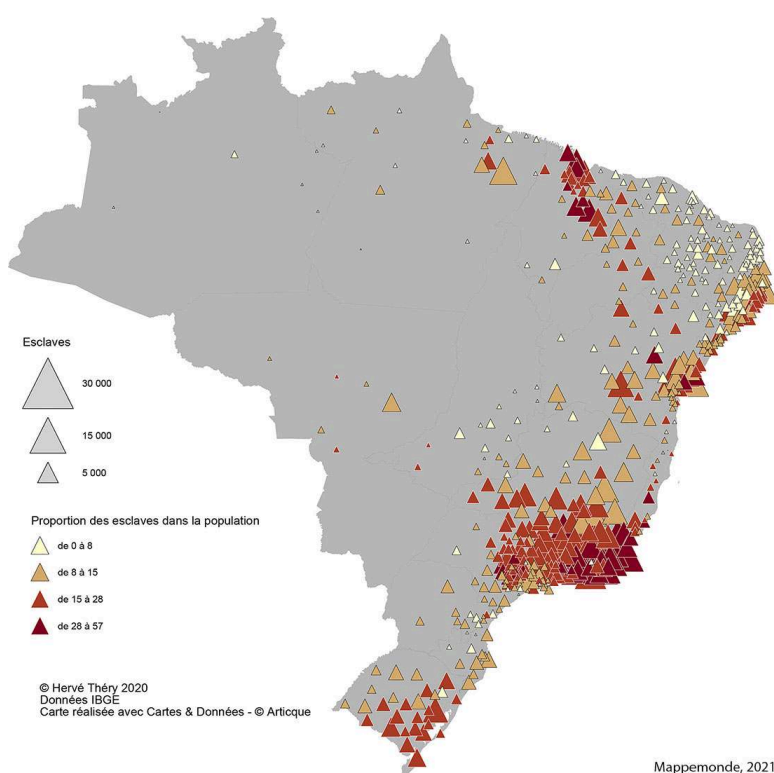 Esclaves
30 000
15 000
5 000
Proportion des esclaves dans la population
de 0 à 8
de 8 à 15
de 15 à 28
de 28 à 57
© Hervé Théry 2020
Données IBGE
Carte réalisée avec Cartes & Données - © Articque
Mappemonde, 2021